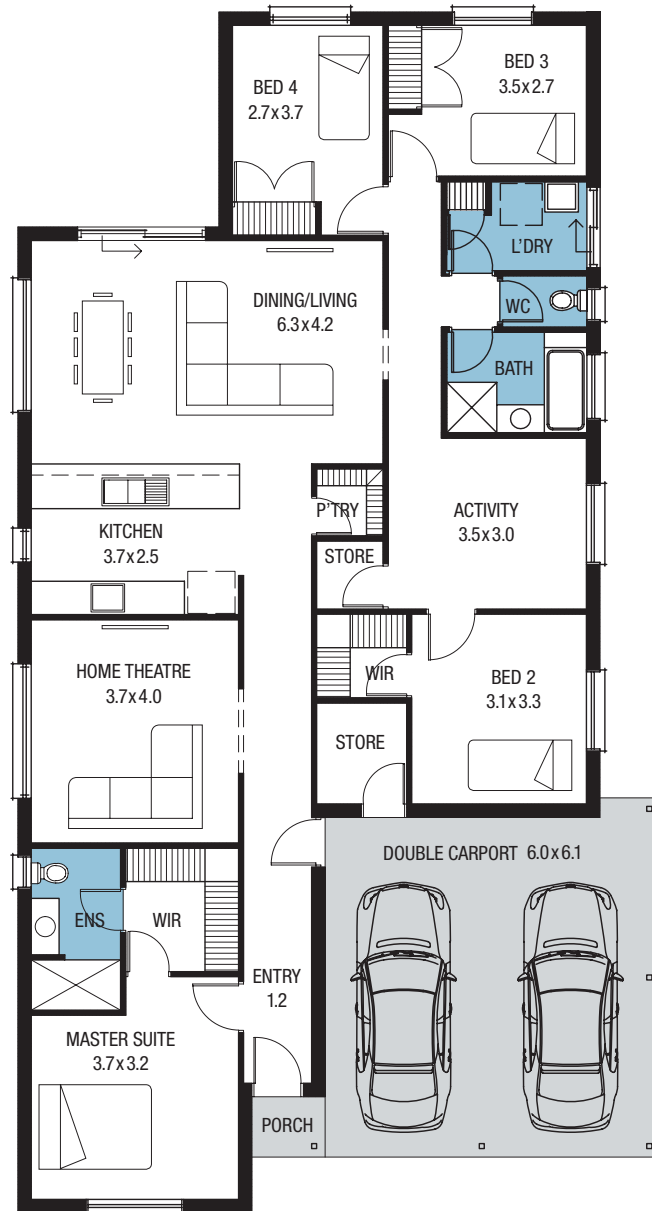 BED 4
2.7x3.7
BED 3
3.5x2.7
L'DRY
WC
DINING/LIVING
6.3x4.2
BATH
P'TRY
ACTIVITY
3.5x3.0
KITCHEN
3.7x2.5
STORE
HOME THEATRE
3.7x4.0
WIR
BED 2
3.1x3.3
STORE
DOUBLE CARPORT 6.0x6.1
ENS
WIR
ENTRY
1.2
MASTER SUITE
3.7x3.2
PORCH